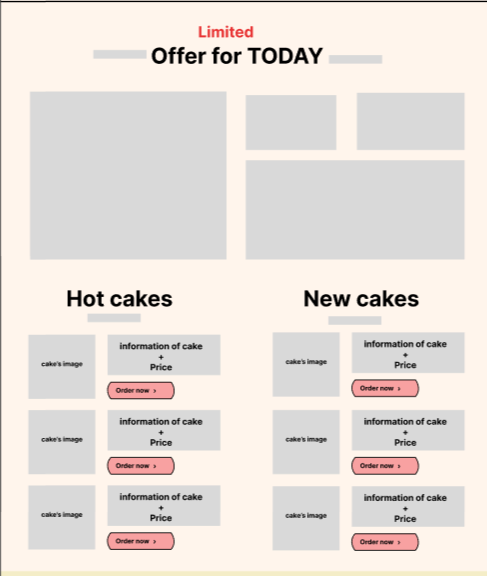 Limited
Offer for TODAY
Hot cakes
cake's image
information of cake
+
Price
Order now ›
cake's image
information of cake
+
Price
Order now ›
cake's image
information of cake
+
Price
Order now ›
New cakes
cake's image
information of cake
+
Price
Order now ›
cake's image
information of cake
+
Price
Order now ›
cake's image
information of cake
+
Price
Order now ›